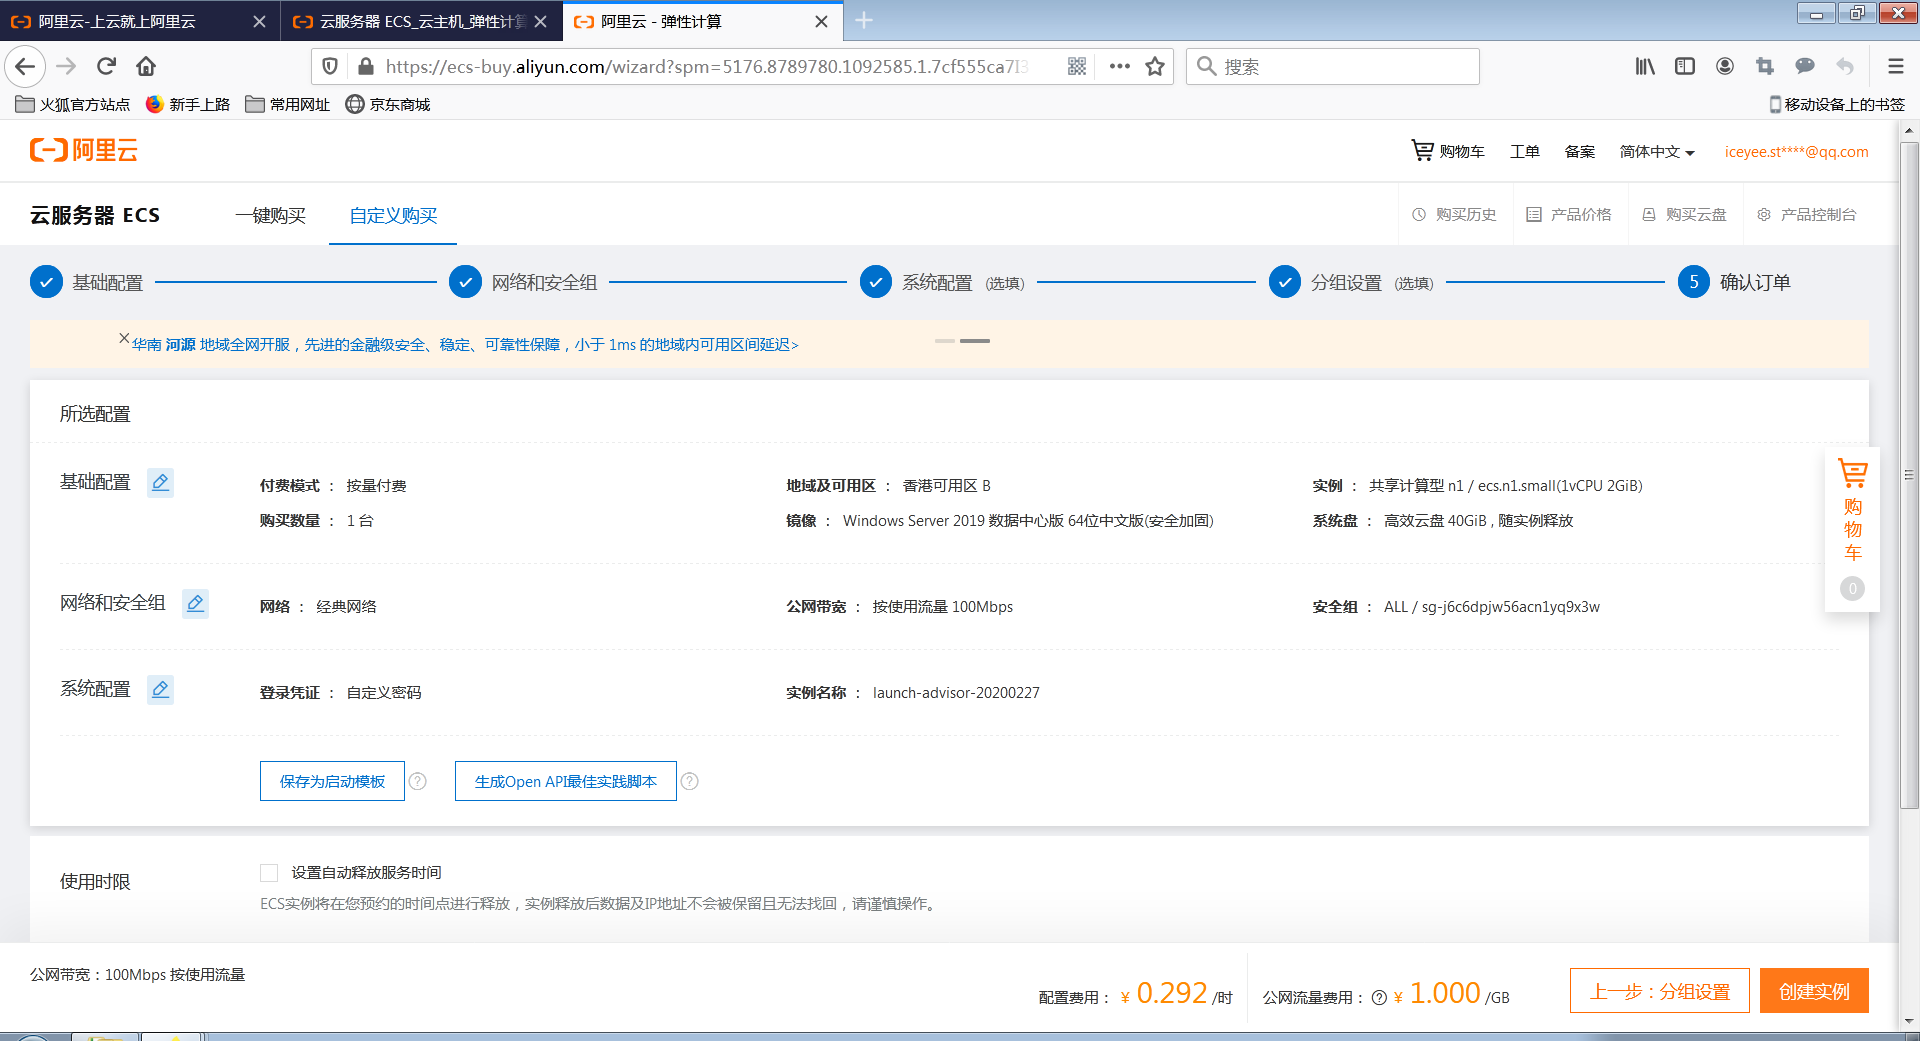 阿里云-上云就上阿里云
云服务器 ECS_云主机_弹性计算
阿里云 - 弹性计算
https://ecs-buy.aliyun.com/wizard?spm=5176.8789780.1092585.1.7cf555ca7I3
搜索
火狐官方站点 新手上路 常用网址 京东商城
移动设备上的书签
阿里云
购物车 工单 备案 简体中文 iceyee.st****@qq.com
云服务器 ECS 一键购买 自定义购买
购买历史 产品价格 购买云盘 产品控制台
基础配置 网络和安全组 系统配置 (选填) 分组设置 (选填) 5 确认订单
华南 河源 地域全网开服，先进的金融级安全、稳定、可靠性保障，小于 1ms 的地域内可用区间延迟>
所选配置
基础配置
付费模式 ： 按量付费 地域及可用区 ： 香港可用区 B 实例 ： 共享计算型 n1 / ecs.n1.small(1vCPU 2GiB)
购买数量 ： 1 台 镜像 ： Windows Server 2019 数据中心版 64位中文版(安全加固) 系统盘 ： 高效云盘 40GiB , 随实例释放
购物车
0
网络和安全组
网络 ： 经典网络 公网带宽 ： 按使用流量 100Mbps 安全组 ： ALL / sg-j6c6dpjw56acn1yq9x3w
系统配置
登录凭证 ： 自定义密码 实例名称 ： launch-advisor-20200227
保存为启动模板 ? 生成Open API最佳实践脚本 ?
使用时限
设置自动释放服务时间
ECS实例将在您预约的时间点进行释放，实例释放后数据及IP地址不会被保留且无法找回，请谨慎操作。
公网带宽：100Mbps 按使用流量
配置费用： ¥ 0.292 /时 公网流量费用： ? ¥ 1.000 /GB
上一步：分组设置 创建实例